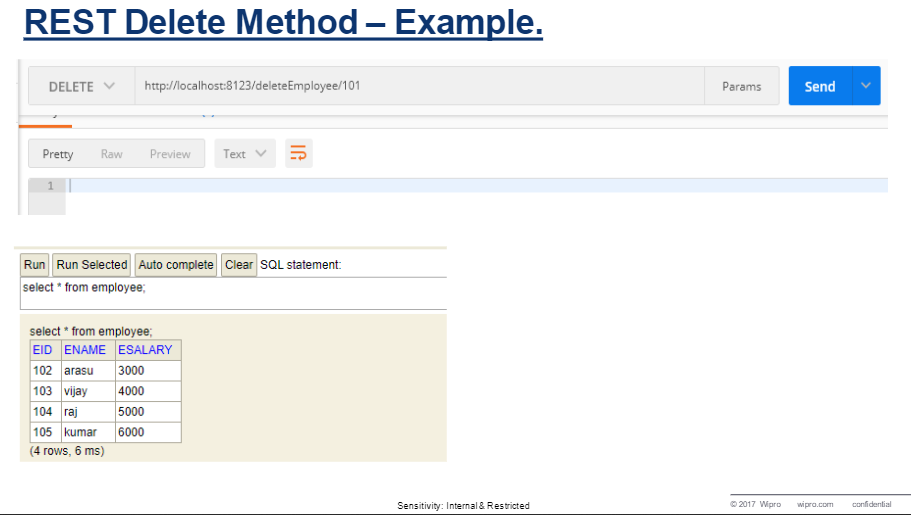 REST Delete Method – Example.
DELETE http://localhost:8123/deleteEmployee/101 Params Send
Pretty Raw Preview Text
1
Run Run Selected Auto complete Clear SQL statement:
select * from employee;
select * from employee;
EID ENAME ESALARY
102 arasu 3000
103 vijay 4000
104 raj 5000
105 kumar 6000
(4 rows, 6 ms)
Sensitivity: Internal & Restricted
© 2017 Wipro wipro.com confidential